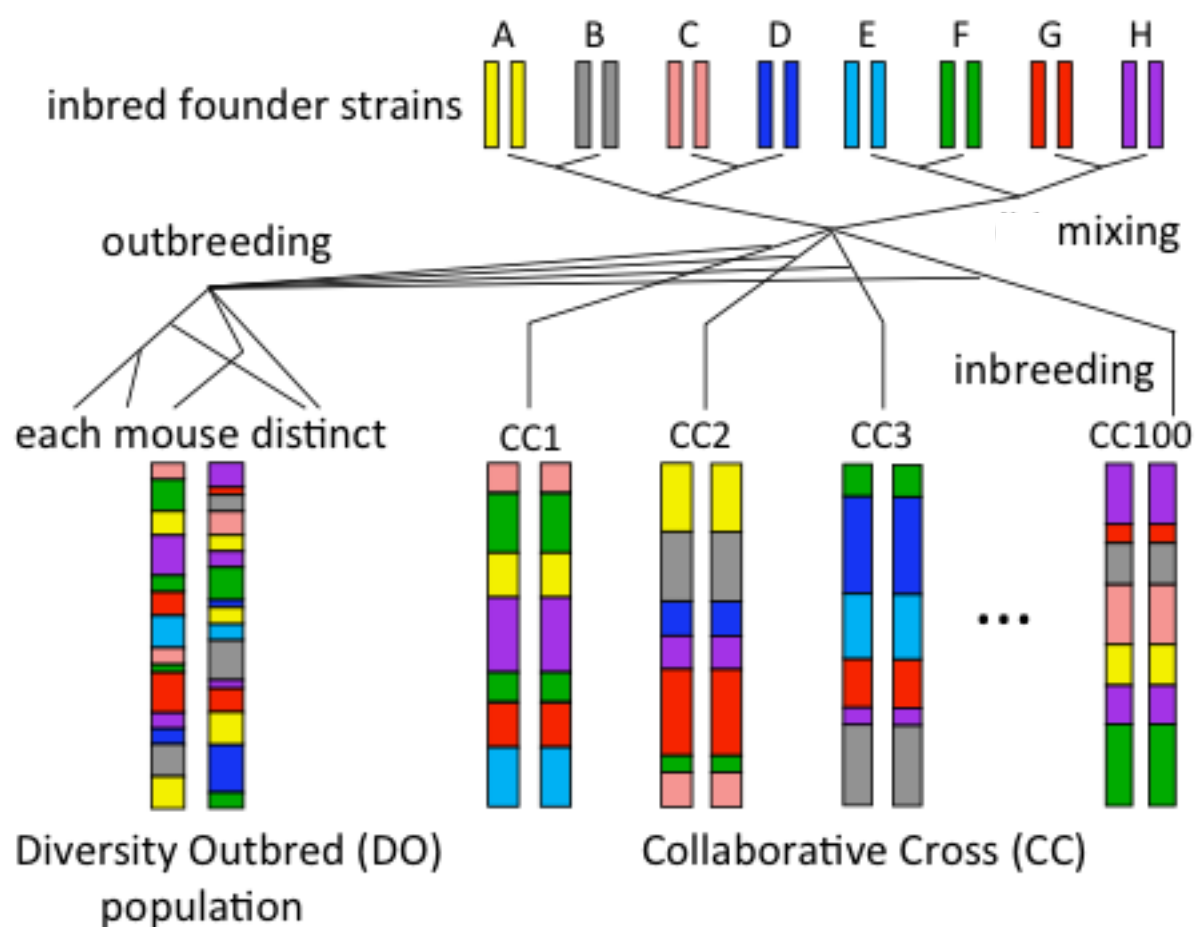 A B C D E F G H
inbred founder strains
outbreeding
mixing
inbreeding
each mouse distinct
CC1 CC2 CC3 CC100
...
Diversity Outbred (DO)
population
Collaborative Cross (CC)